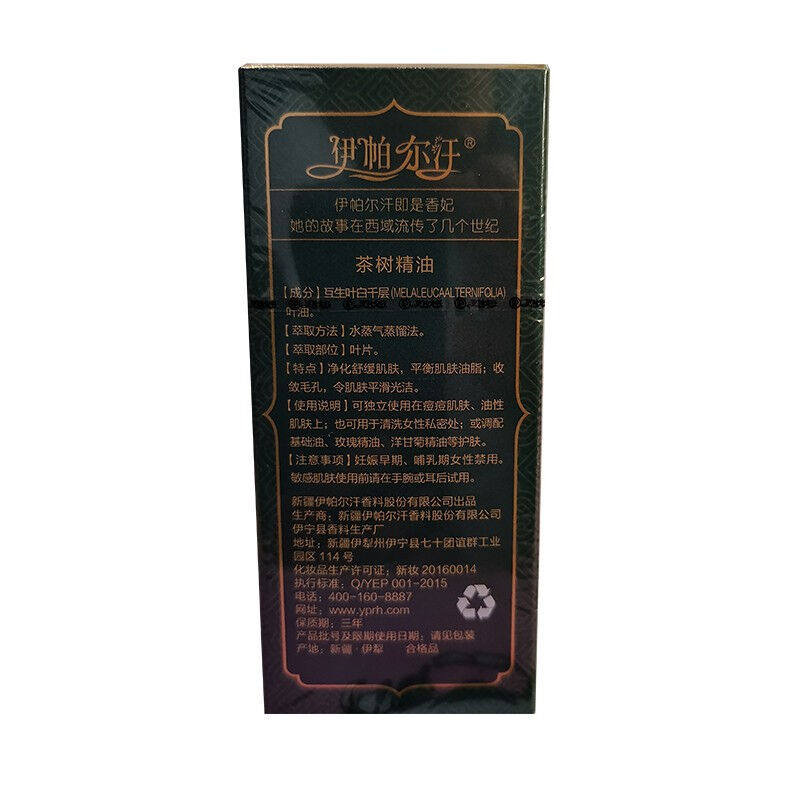 伊帕尔汗®
伊帕尔汗即是香妃
她的故事在西域流传了几个世纪
茶树精油
【成分】互生叶白千层(MELALEUCAALTERNIFOLIA)
叶油。
【萃取方法】水蒸气蒸馏法。
【萃取部位】叶片。
【特点】净化舒缓肌肤，平衡肌肤油脂；收
敛毛孔，令肌肤平滑光洁。
【使用说明】可独立使用在痘痘肌肤、油性
肌肤上；也可用于清洗女性私密处；或调配
基础油、玫瑰精油、洋甘菊精油等护肤。
【注意事项】妊娠早期、哺乳期女性禁用。
敏感肌肤使用前请在手腕或耳后试用。
新疆伊帕尔汗香料股份有限公司出品
生产商：新疆伊帕尔汗香料股份有限公司
伊宁县香料生产厂
地址：新疆伊犁州伊宁县七十团谊群工业
园区 114 号
化妆品生产许可证：新妆 20160014
执行标准：Q/YEP 001-2015
电话：400-160-8887
网址：www.yprh.com
保质期：三年
产品批号及限期使用日期：请见包装
产地：新疆·伊犁 合格品